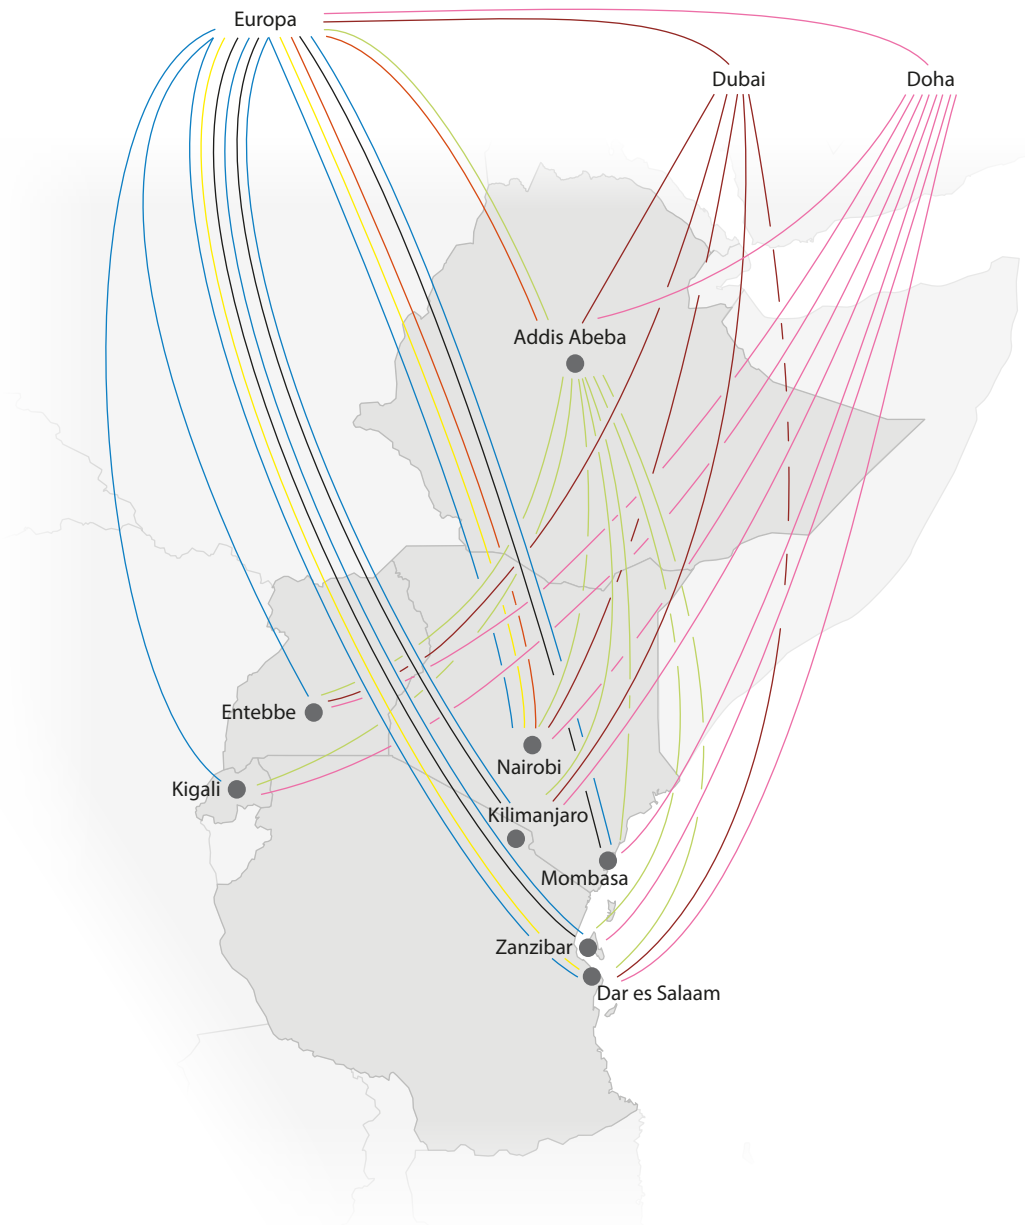 Europa
Dubai
Doha
Addis Abeba
Entebbe
Nairobi
Kigali
Kilimanjaro
Mombasa
Zanzibar
Dar es Salaam